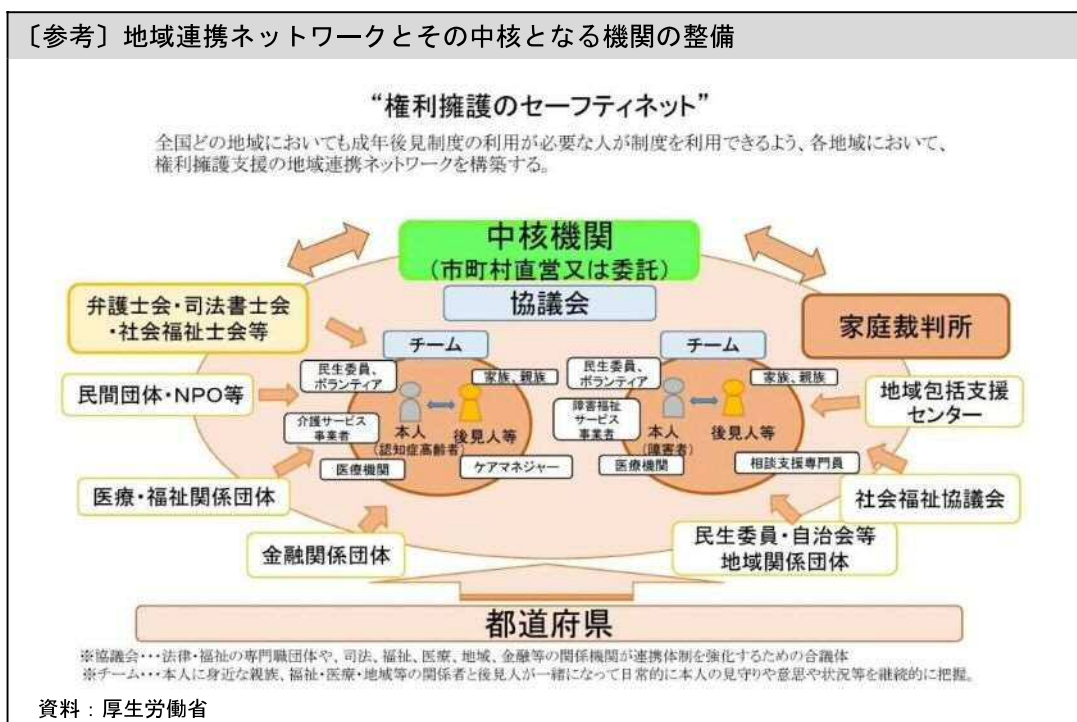 〔参考〕地域連携ネットワークとその中核となる機関の整備
“権利擁護のセーフティネット”
全国どの地域においても成年後見制度の利用が必要な人が制度を利用できるよう、各地域において、
権利擁護支援の地域連携ネットワークを構築する。
中核機関
(市町村直営又は委託)
協議会
弁護士会・司法書士会
・社会福祉士会等
家庭裁判所
チーム
民生委員、
ボランティア
家族、親族
介護サービス
事業者
本人
(認知症高齢者)
後見人等
医療機関
ケアマネジャー
チーム
民生委員、
ボランティア
家族、親族
障害福祉
サービス
事業者
本人
(障害者)
後見人等
医療機関
相談支援専門員
民間団体・NPO等
地域包括支援
センター
医療・福祉関係団体
社会福祉協議会
金融関係団体
民生委員・自治会等
地域関係団体
都道府県
※協議会・・・法律・福祉の専門職団体や、司法、福祉、医療、地域、金融等の関係機関が連携体制を強化するための合議体
※チーム・・・本人に身近な親族、福祉・医療・地域等の関係者と後見人が一緒になって日常的に本人の見守りや意思や状況等を継続的に把握。
資料：厚生労働省